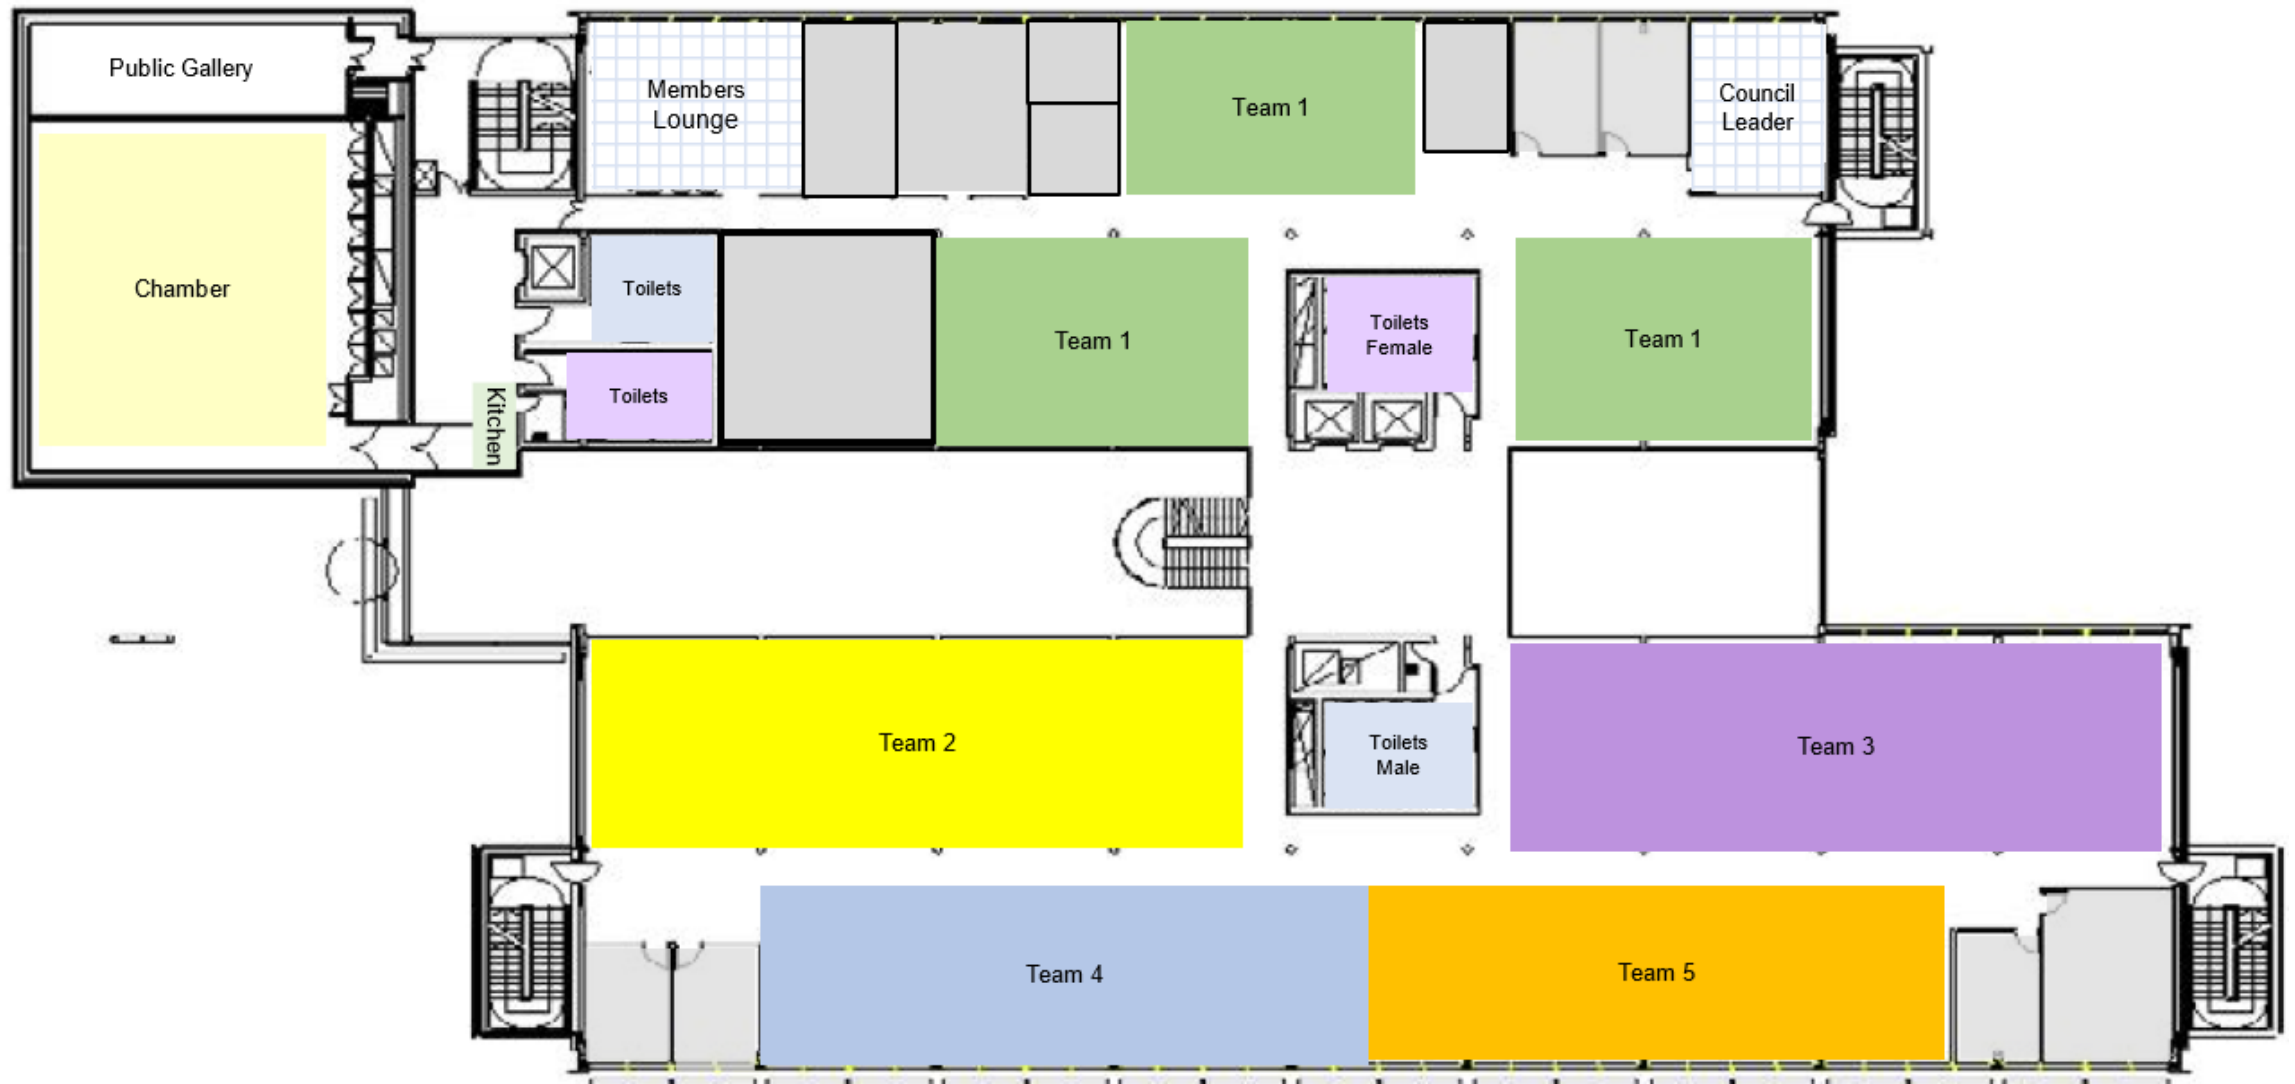 Public Gallery
Members
Lounge
Team 1
Council
Leader
Chamber
Toilets
Toilets
Kitchen
Team 1
Toilets
Female
Team 1
Team 2
Toilets
Male
Team 3
Team 4
Team 5